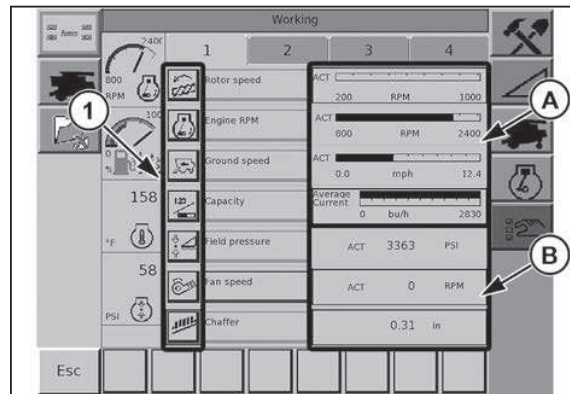 Working
2400
800
RPM
1 2 3 4
Rotor speed
ACT
200 RPM 1000
Engine RPM
ACT
800 RPM 2400
Ground speed
ACT
0.0 mph 12.4
Capacity
Average
Current
0 bu/h 2830
Field pressure
ACT 3363 PSI
Fan speed
ACT 0 RPM
Chaffer
0.31 in
100
0
%
158
°F
58
PSI
Esc
1
A
B
1.23